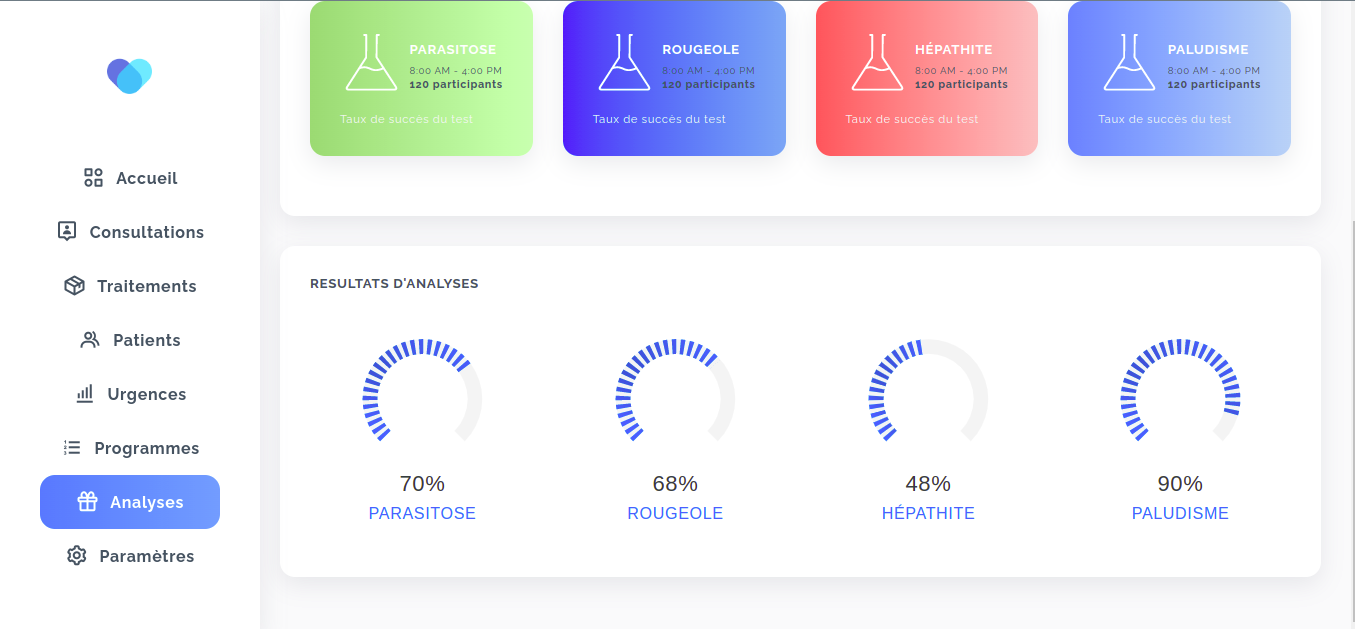 Accueil
Consultations
Traitements
Patients
Urgences
Programmes
Analyses
Paramètres
PARASITOSE
8:00 AM - 4:00 PM
120 participants
Taux de succès du test
ROUGEOLE
8:00 AM - 4:00 PM
120 participants
Taux de succès du test
HÉPATHITE
8:00 AM - 4:00 PM
120 participants
Taux de succès du test
PALUDISME
8:00 AM - 4:00 PM
120 participants
Taux de succès du test
RESULTATS D'ANALYSES
70%
PARASITOSE
68%
ROUGEOLE
48%
HÉPATHITE
90%
PALUDISME